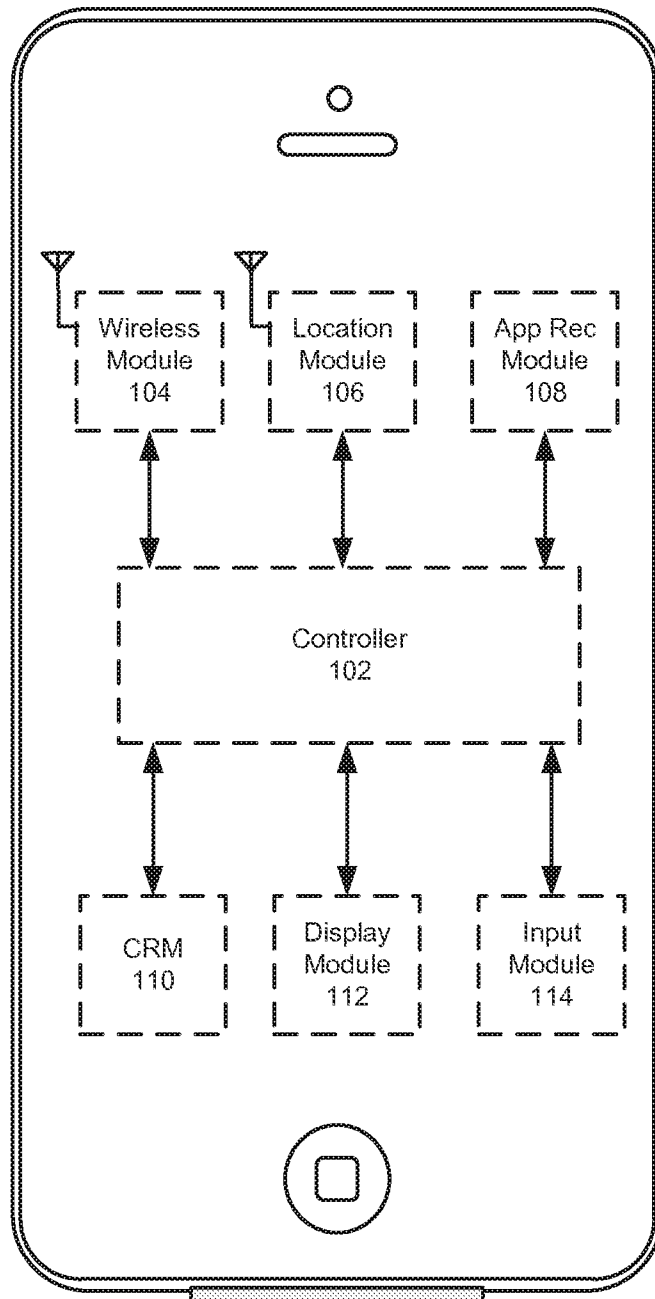 Wireless
Module
104
Location
Module
106
App Rec
Module
108
Controller
102
CRM
110
Display
Module
112
Input
Module
114